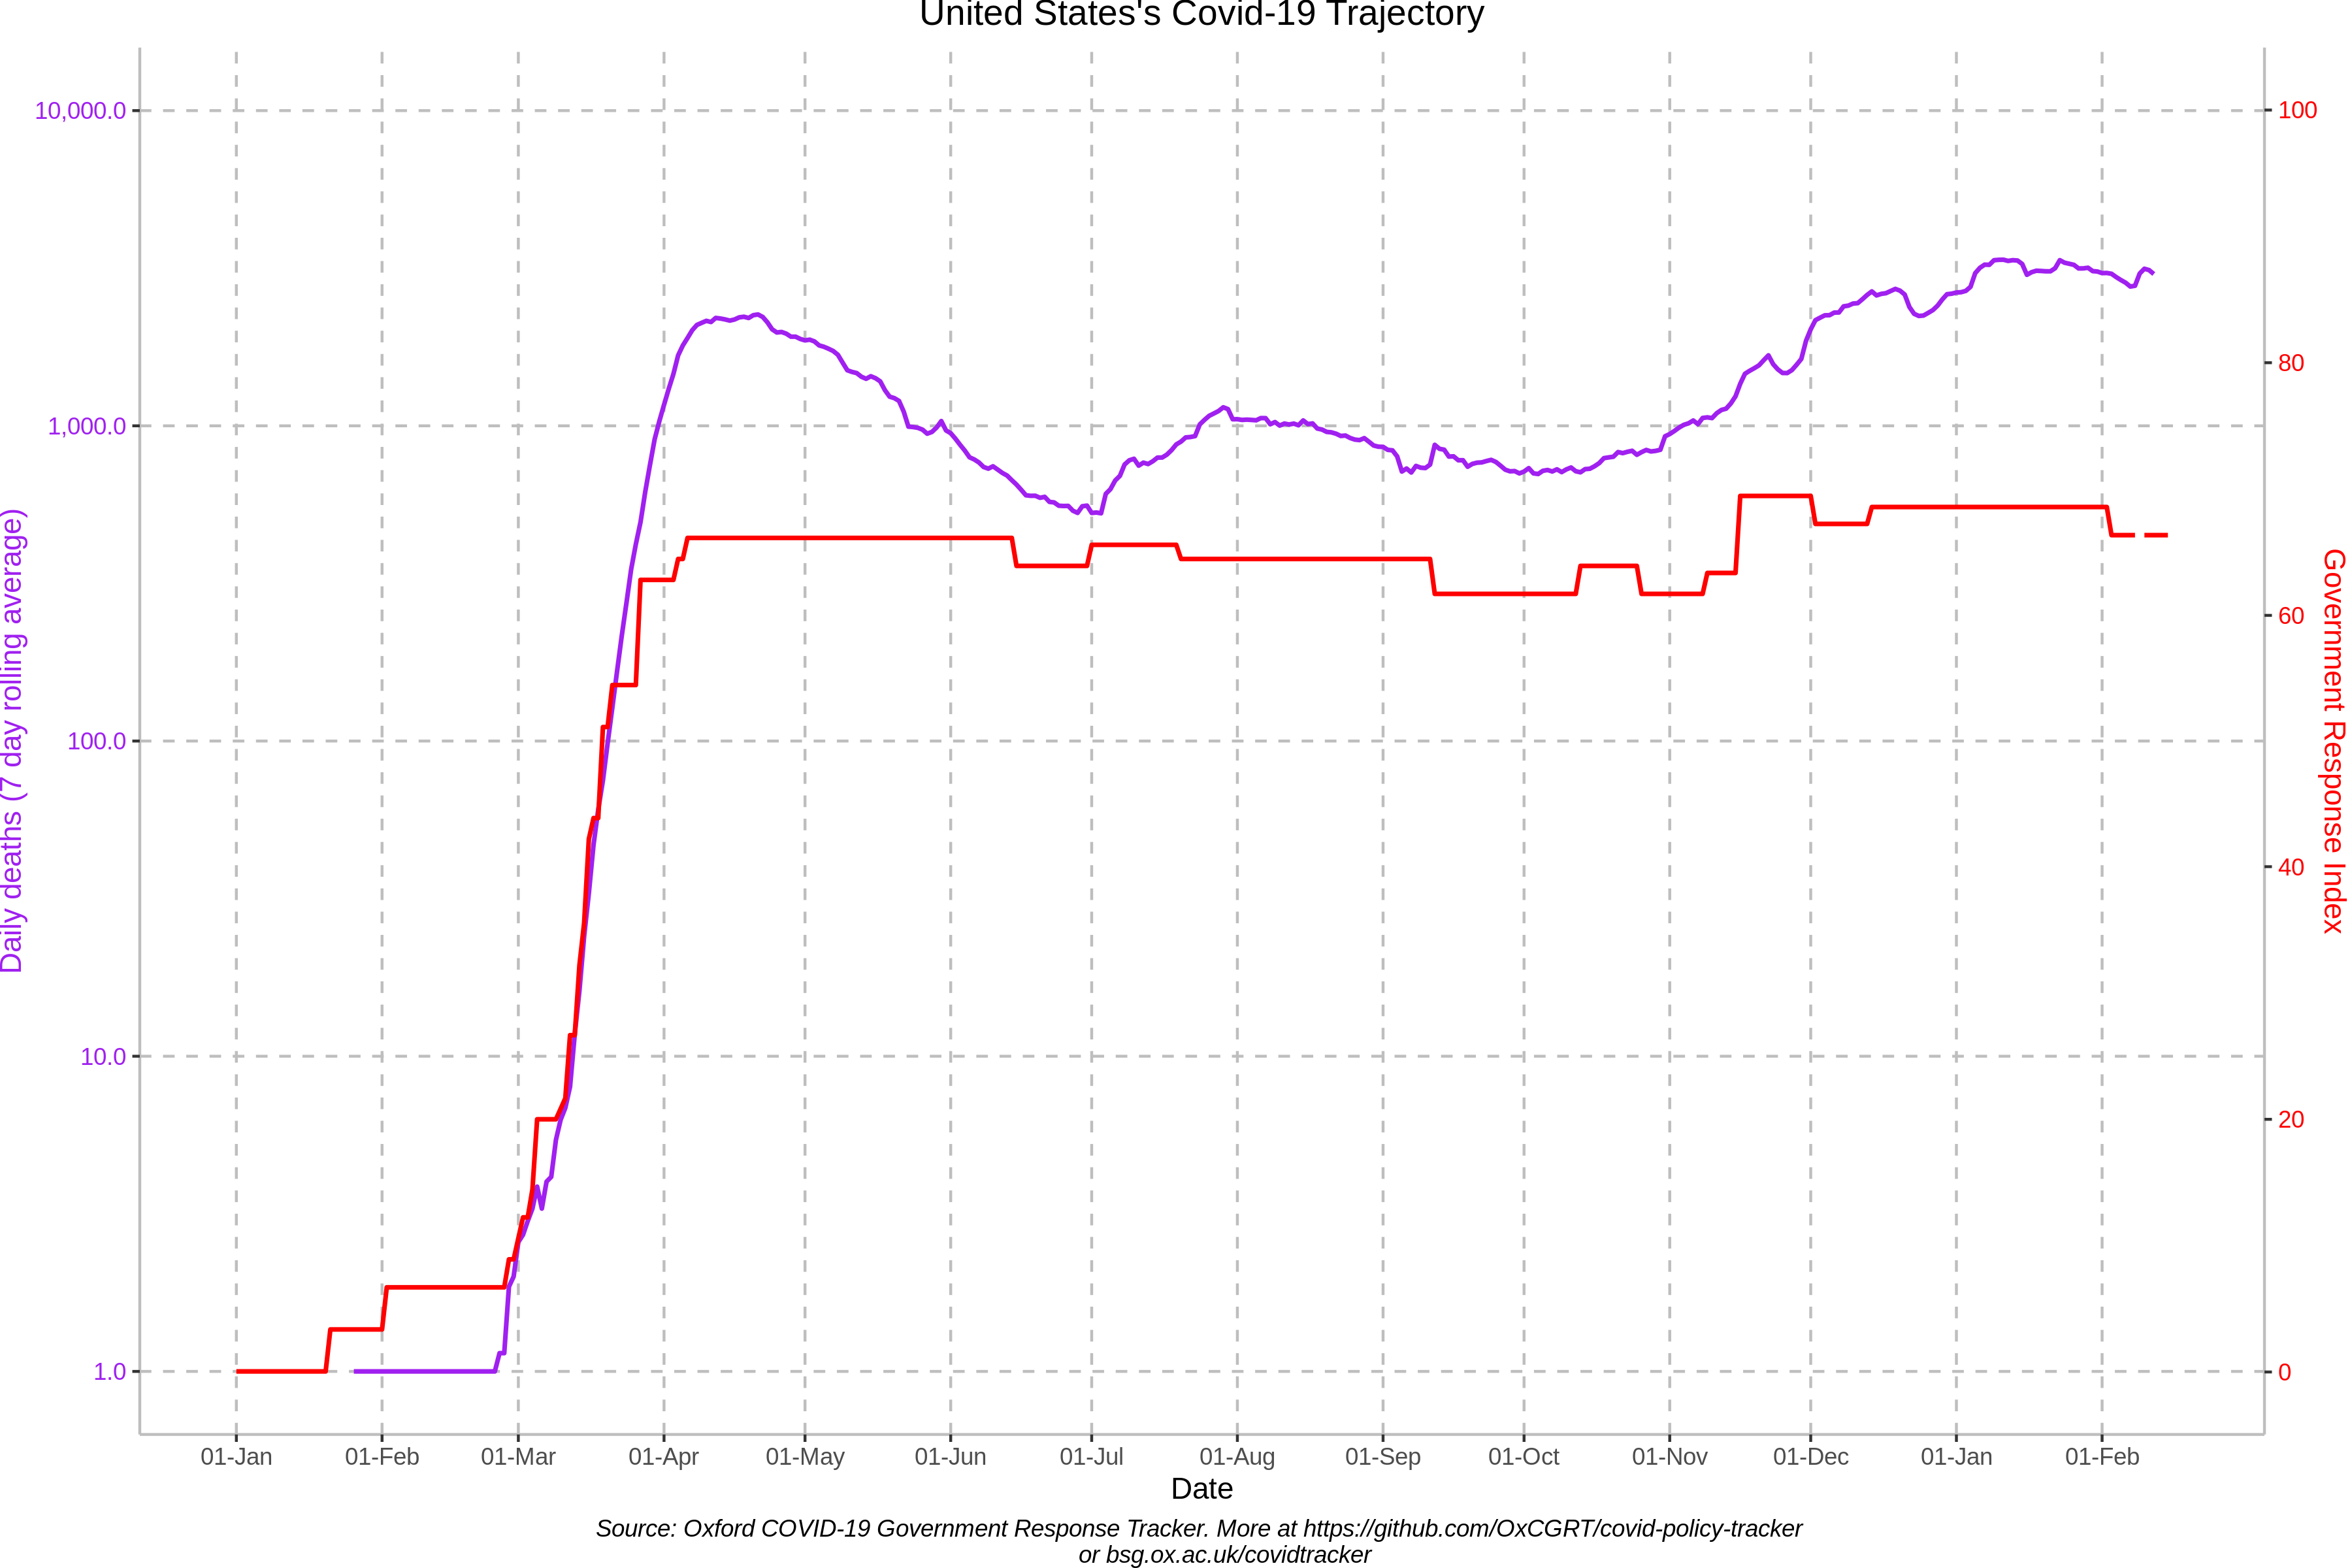 United States's Covid-19 Trajectory
10,000.0
1,000.0
100.0
10.0
1.0
Daily deaths (7 day rolling average)
100
80
60
40
20
0
Government Response Index
01-Jan 01-Feb 01-Mar 01-Apr 01-May 01-Jun 01-Jul 01-Aug 01-Sep 01-Oct 01-Nov 01-Dec 01-Jan 01-Feb
Date
Source: Oxford COVID-19 Government Response Tracker. More at https://github.com/OxCGRT/covid-policy-tracker
or bsg.ox.ac.uk/covidtracker